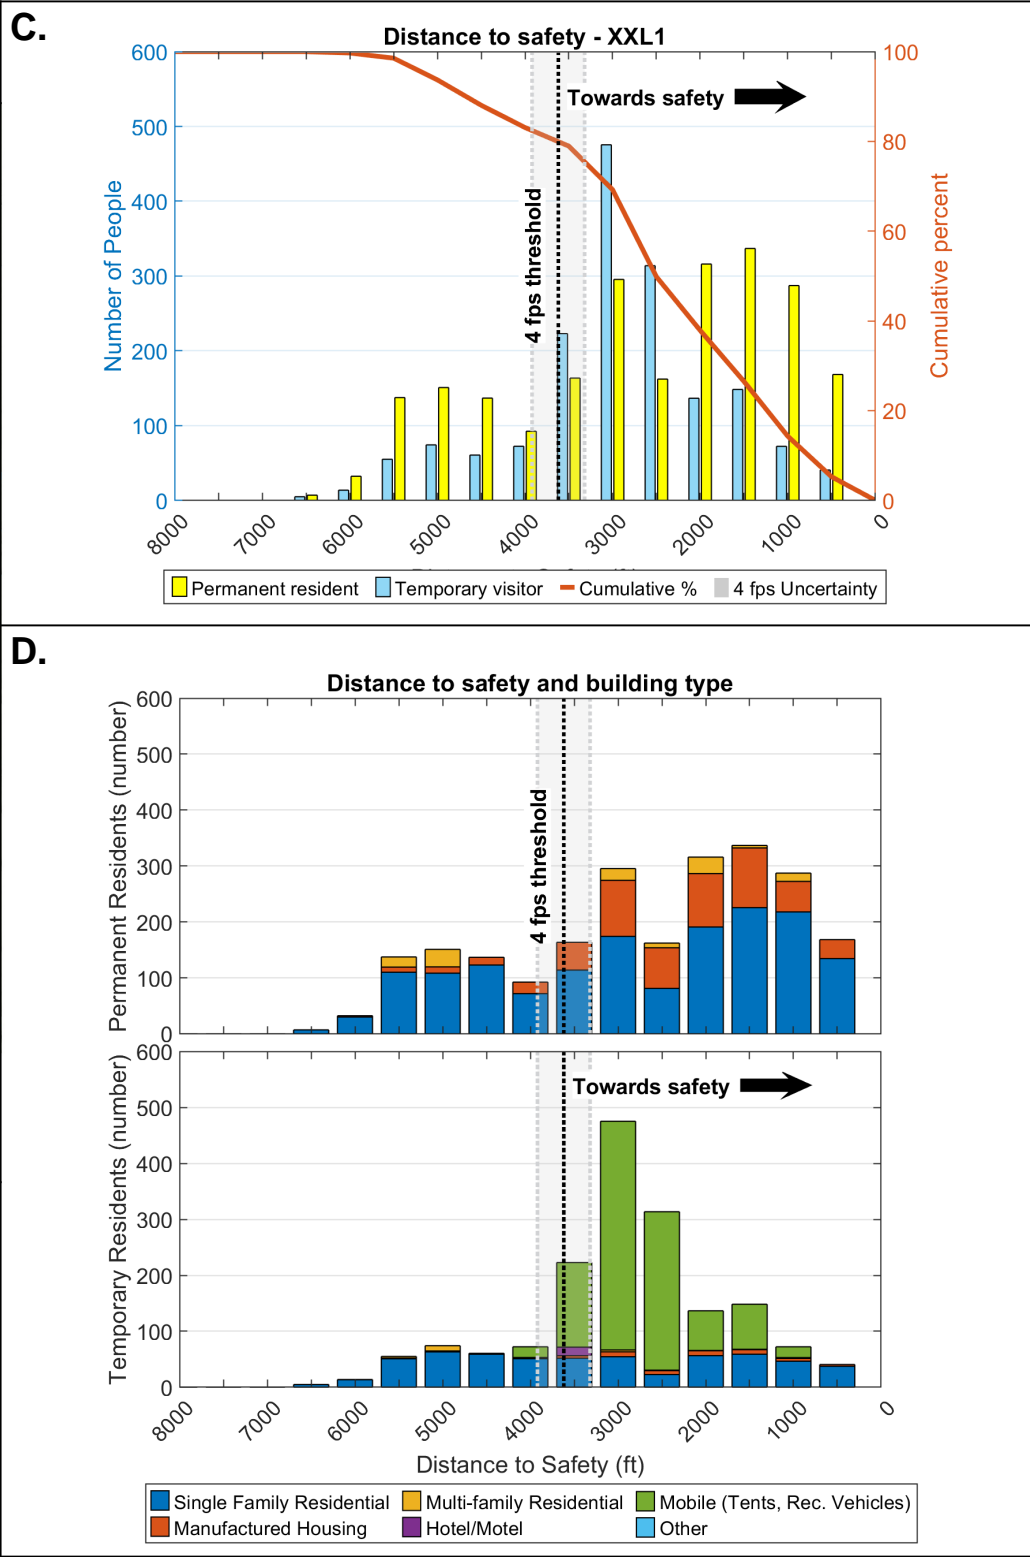 C.
Distance to safety - XXL1
600
500
400
300
200
100
0
Number of People
100
80
60
40
20
0
Cumulative percent
Towards safety
4 fps threshold
8000
7000
6000
5000
4000
3000
2000
1000
0
Permanent resident
Temporary visitor
Cumulative %
4 fps Uncertainty
D.
Distance to safety and building type
600
500
400
300
200
100
0
Permanent Residents (number)
4 fps threshold
600
500
400
300
200
100
0
Temporary Residents (number)
Towards safety
8000
7000
6000
5000
4000
3000
2000
1000
0
Distance to Safety (ft)
Single Family Residential
Multi-family Residential
Mobile (Tents, Rec. Vehicles)
Manufactured Housing
Hotel/Motel
Other